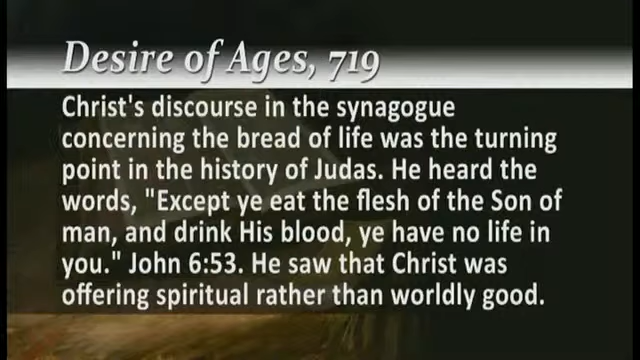 Desire of Ages, 719
Christ's discourse in the synagogue
concerning the bread of life was the turning
point in the history of Judas. He heard the
words, "Except ye eat the flesh of the Son of
man, and drink His blood, ye have no life in
you." John 6:53. He saw that Christ was
offering spiritual rather than worldly good.